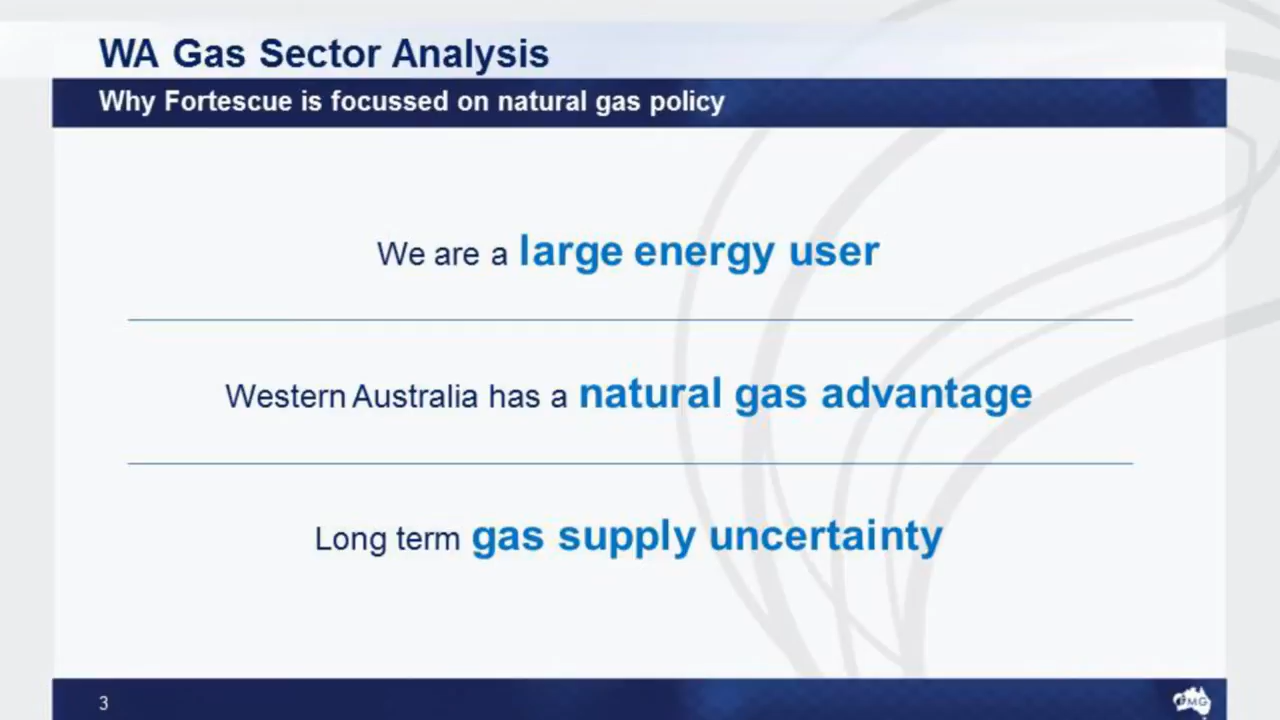 WA Gas Sector Analysis
Why Fortescue is focussed on natural gas policy
We are a large energy user
Western Australia has a natural gas advantage
Long term gas supply uncertainty
3
FMG